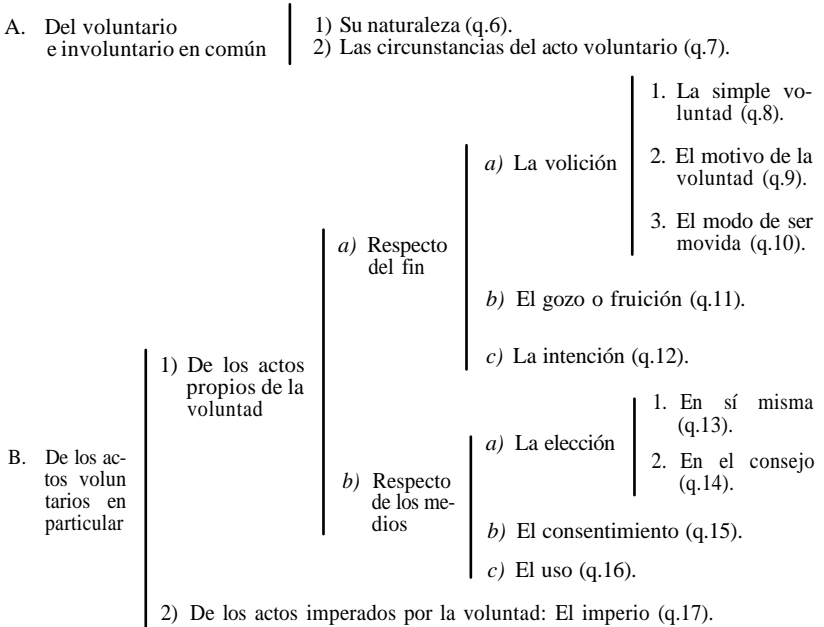 A. Del voluntario
e involuntario en común
1) Su naturaleza (q.6).
2) Las circunstancias del acto voluntario (q.7).
B. De los ac-
tos volun
tarios en
particular
1) De los actos
propios de la
voluntad
a) Respecto
del fin
a) La volición
1. La simple vo-
luntad (q.8).
2. El motivo de la
voluntad (q.9).
3. El modo de ser
movida (q.10).
b) El gozo o fruición (q.11).
c) La intención (q.12).
b) Respecto
de los me-
dios
a) La elección
1. En sí misma
(q.13).
2. En el consejo
(q.14).
b) El consentimiento (q.15).
c) El uso (q.16).
2) De los actos imperados por la voluntad: El imperio (q.17).